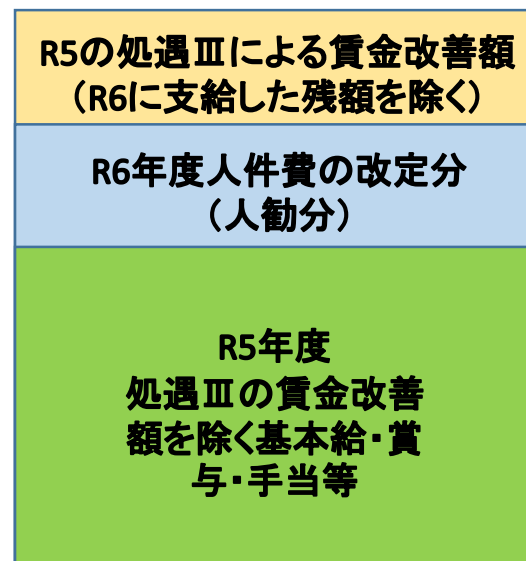 R5の処遇Ⅲによる賃金改善額
（R6に支給した残額を除く）
R6年度人件費の改定分
（人勧分）
R5年度
処遇Ⅲの賃金改善
額を除く基本給・賞
与・手当等